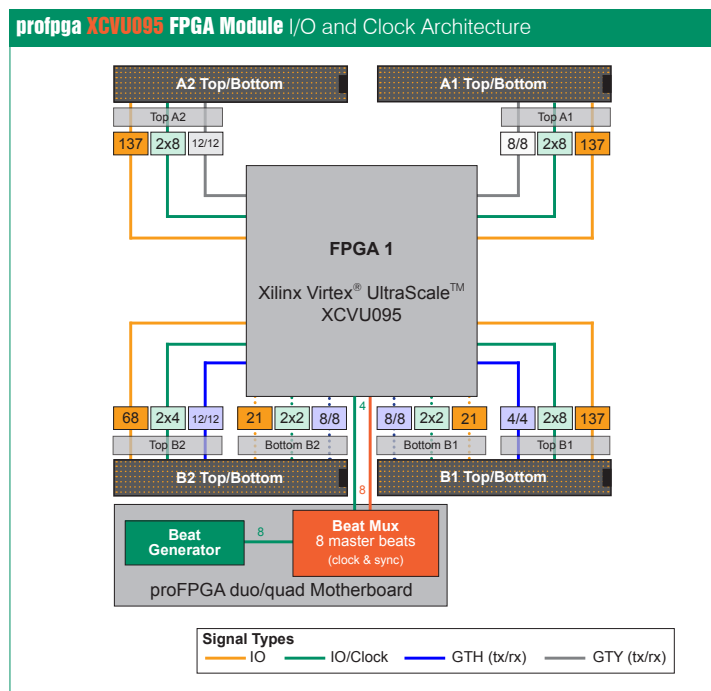 profpga XCVU095 FPGA Module I/O and Clock Architecture
A2 Top/Bottom
A1 Top/Bottom
Top A2
Top A1
137 2x8 12/12
8/8 2x8 137
FPGA 1
Xilinx Virtex® UltraScale™
XCVU095
68 2x4 12/12 21 2x2 8/8 4 8/8 2x2 21 4/4 2x8 137
Top B2
Bottom B2
Bottom B1
Top B1
B2 Top/Bottom
B1 Top/Bottom
8
Beat
Generator
8
Beat Mux
8 master beats
(clock & sync)
proFPGA duo/quad Motherboard
Signal Types
IO IO/Clock GTH (tx/rx) GTY (tx/rx)